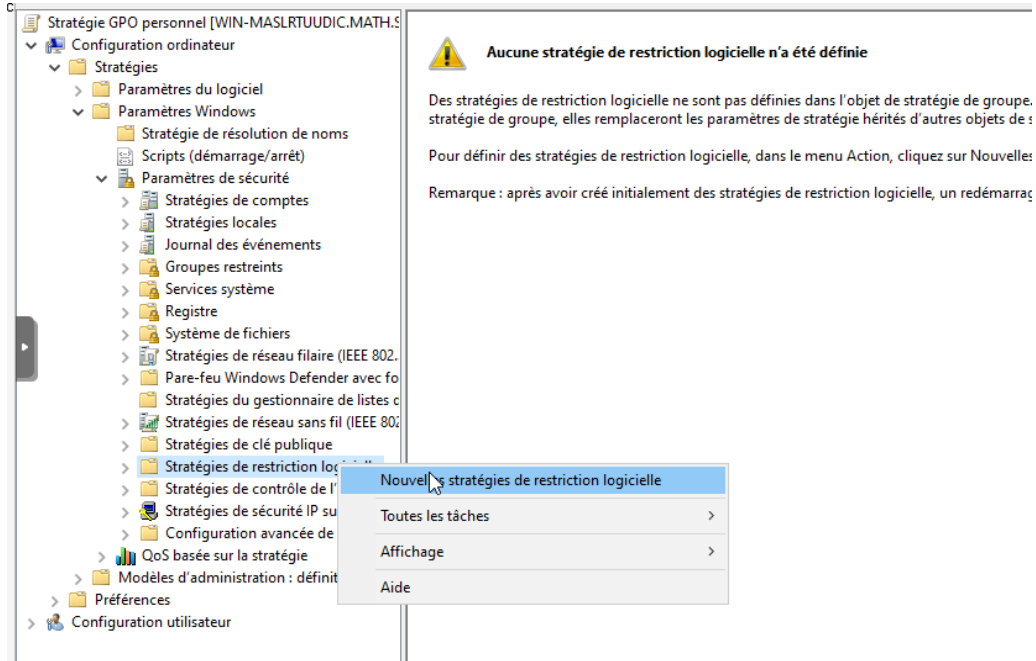 Stratégie GPO personnel [WIN-MASLRTUUDIC.MATH.S
Configuration ordinateur
Stratégies
Paramètres du logiciel
Paramètres Windows
Stratégie de résolution de noms
Scripts (démarrage/arrêt)
Paramètres de sécurité
Stratégies de comptes
Stratégies locales
Journal des événements
Groupes restreints
Services système
Registre
Système de fichiers
Stratégies de réseau filaire (IEEE 802..
Pare-feu Windows Defender avec fo
Stratégies du gestionnaire de listes
Stratégies de réseau sans fil (IEEE 802
Stratégies de clé publique
Stratégies de restriction
Stratégies de contrôle de l'
Stratégies de sécurité IP su
Configuration avancée de
QoS basée sur la stratégie
Modèles d'administration : définit
Préférences
Configuration utilisateur
Nouvelles stratégies de restriction logicielle
Toutes les tâches
Affichage
Aide
Aucune stratégie de restriction logicielle n'a été définie
Des stratégies de restriction logicielle ne sont pas définies dans l'objet de stratégie de groupe.
stratégie de groupe, elles remplaceront les paramètres de stratégie hérités d'autres objets de s
Pour définir des stratégies de restriction logicielle, dans le menu Action, cliquez sur Nouvelles
Remarque : après avoir créé initialement des stratégies de restriction logicielle, un redémarrag